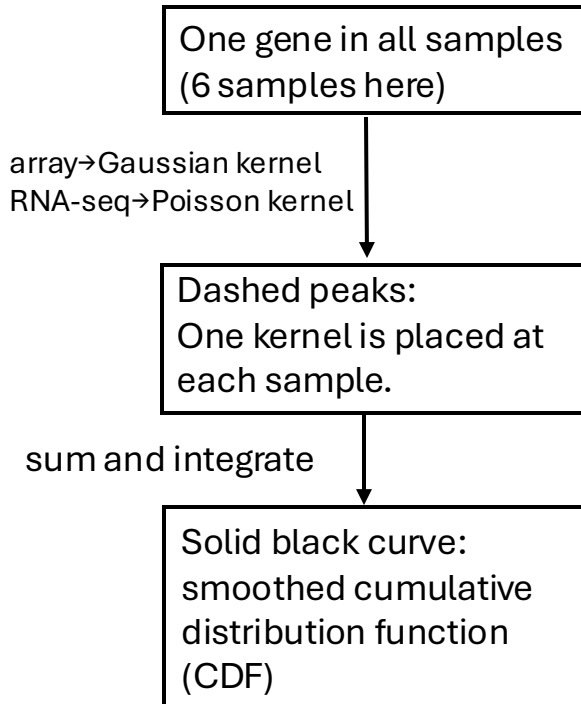 One gene in all samples
(6 samples here)
array→Gaussian kernel
RNA-seq→Poisson kernel
Dashed peaks:
One kernel is placed at
each sample.
sum and integrate
Solid black curve:
smoothed cumulative
distribution function
(CDF)